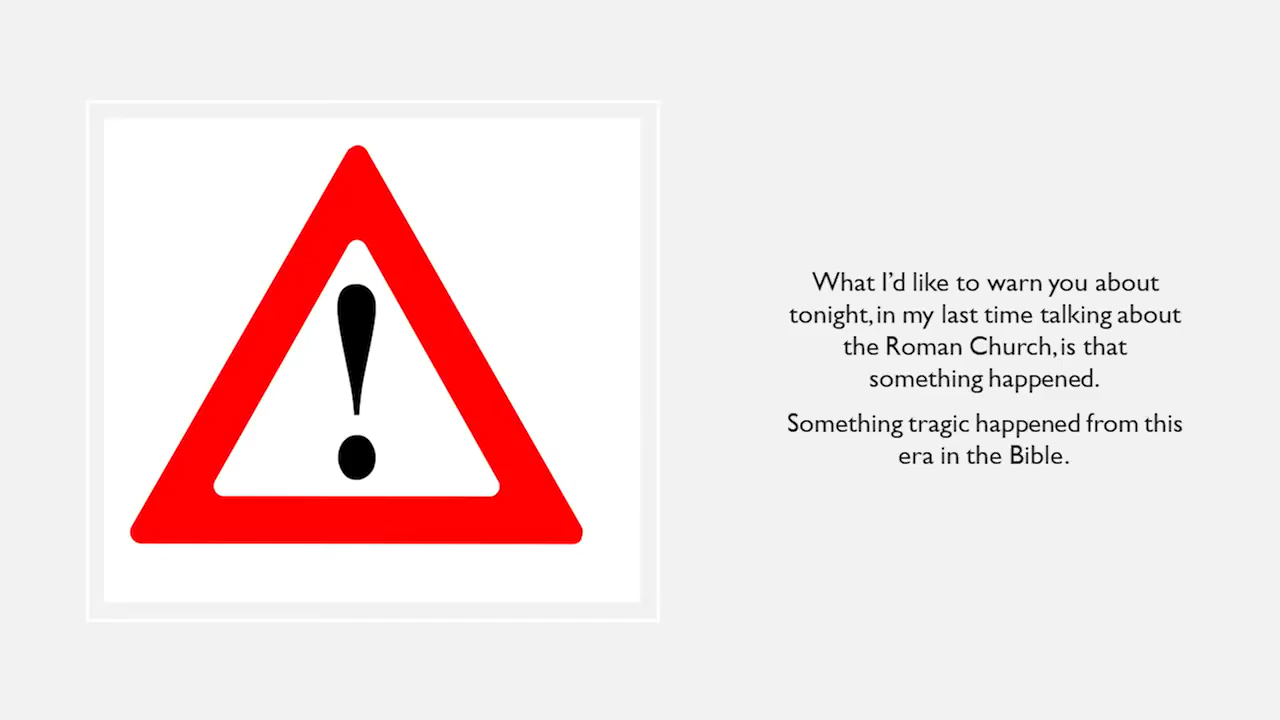 What I’d like to warn you about
tonight, in my last time talking about
the Roman Church, is that
something happened.
Something tragic happened from this
era in the Bible.